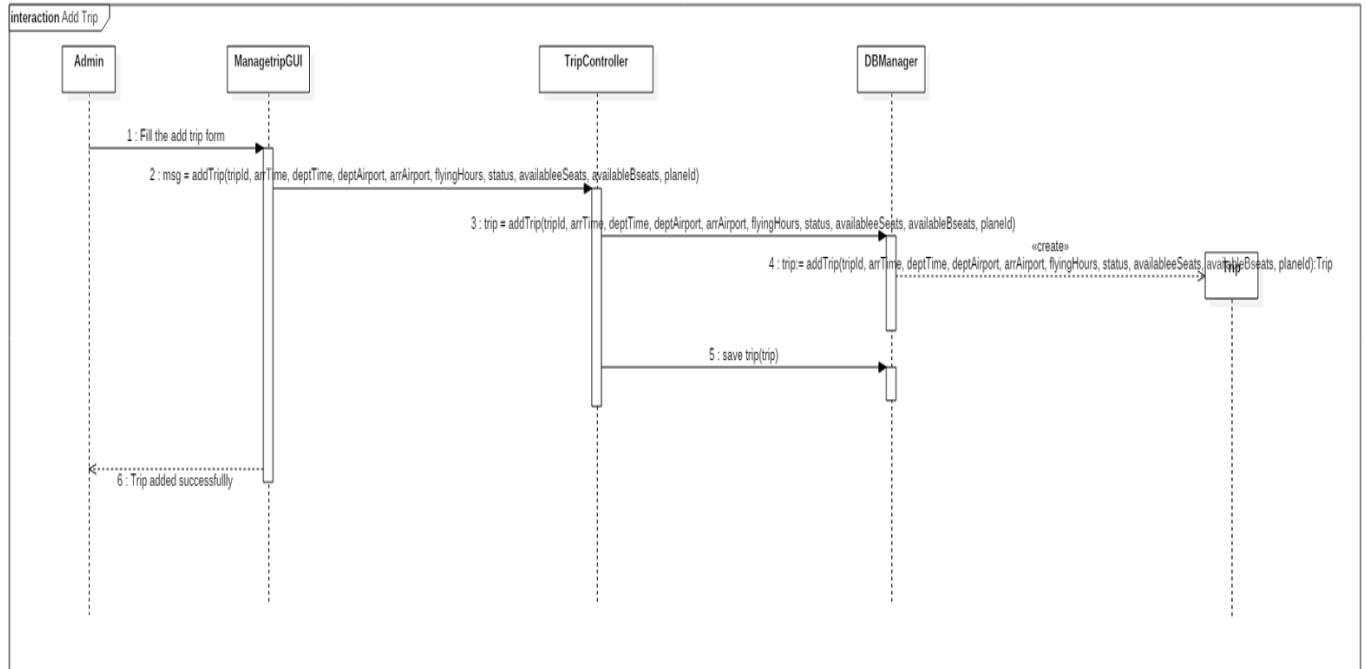 interaction Add Trip
Admin
ManagetripGUI
TripController
DBManager
1 : Fill the add trip form
2 : msg = addTrip(tripId, arrTime, deptTime, deptAirport, arrAirport, flyingHours, status, availableeSeats, availableBseats, planeId)
3 : trip = addTrip(tripId, arrTime, deptTime, deptAirport, arrAirport, flyingHours, status, availableeSeats, availableBseats, planeId)
«create»
4 : trip:= addTrip(tripId, arrTime, deptTime, deptAirport, arrAirport, flyingHours, status, availableeSeats, availableBseats, planeId):Trip
Trip
5 : save trip(trip)
6 : Trip added successfullly